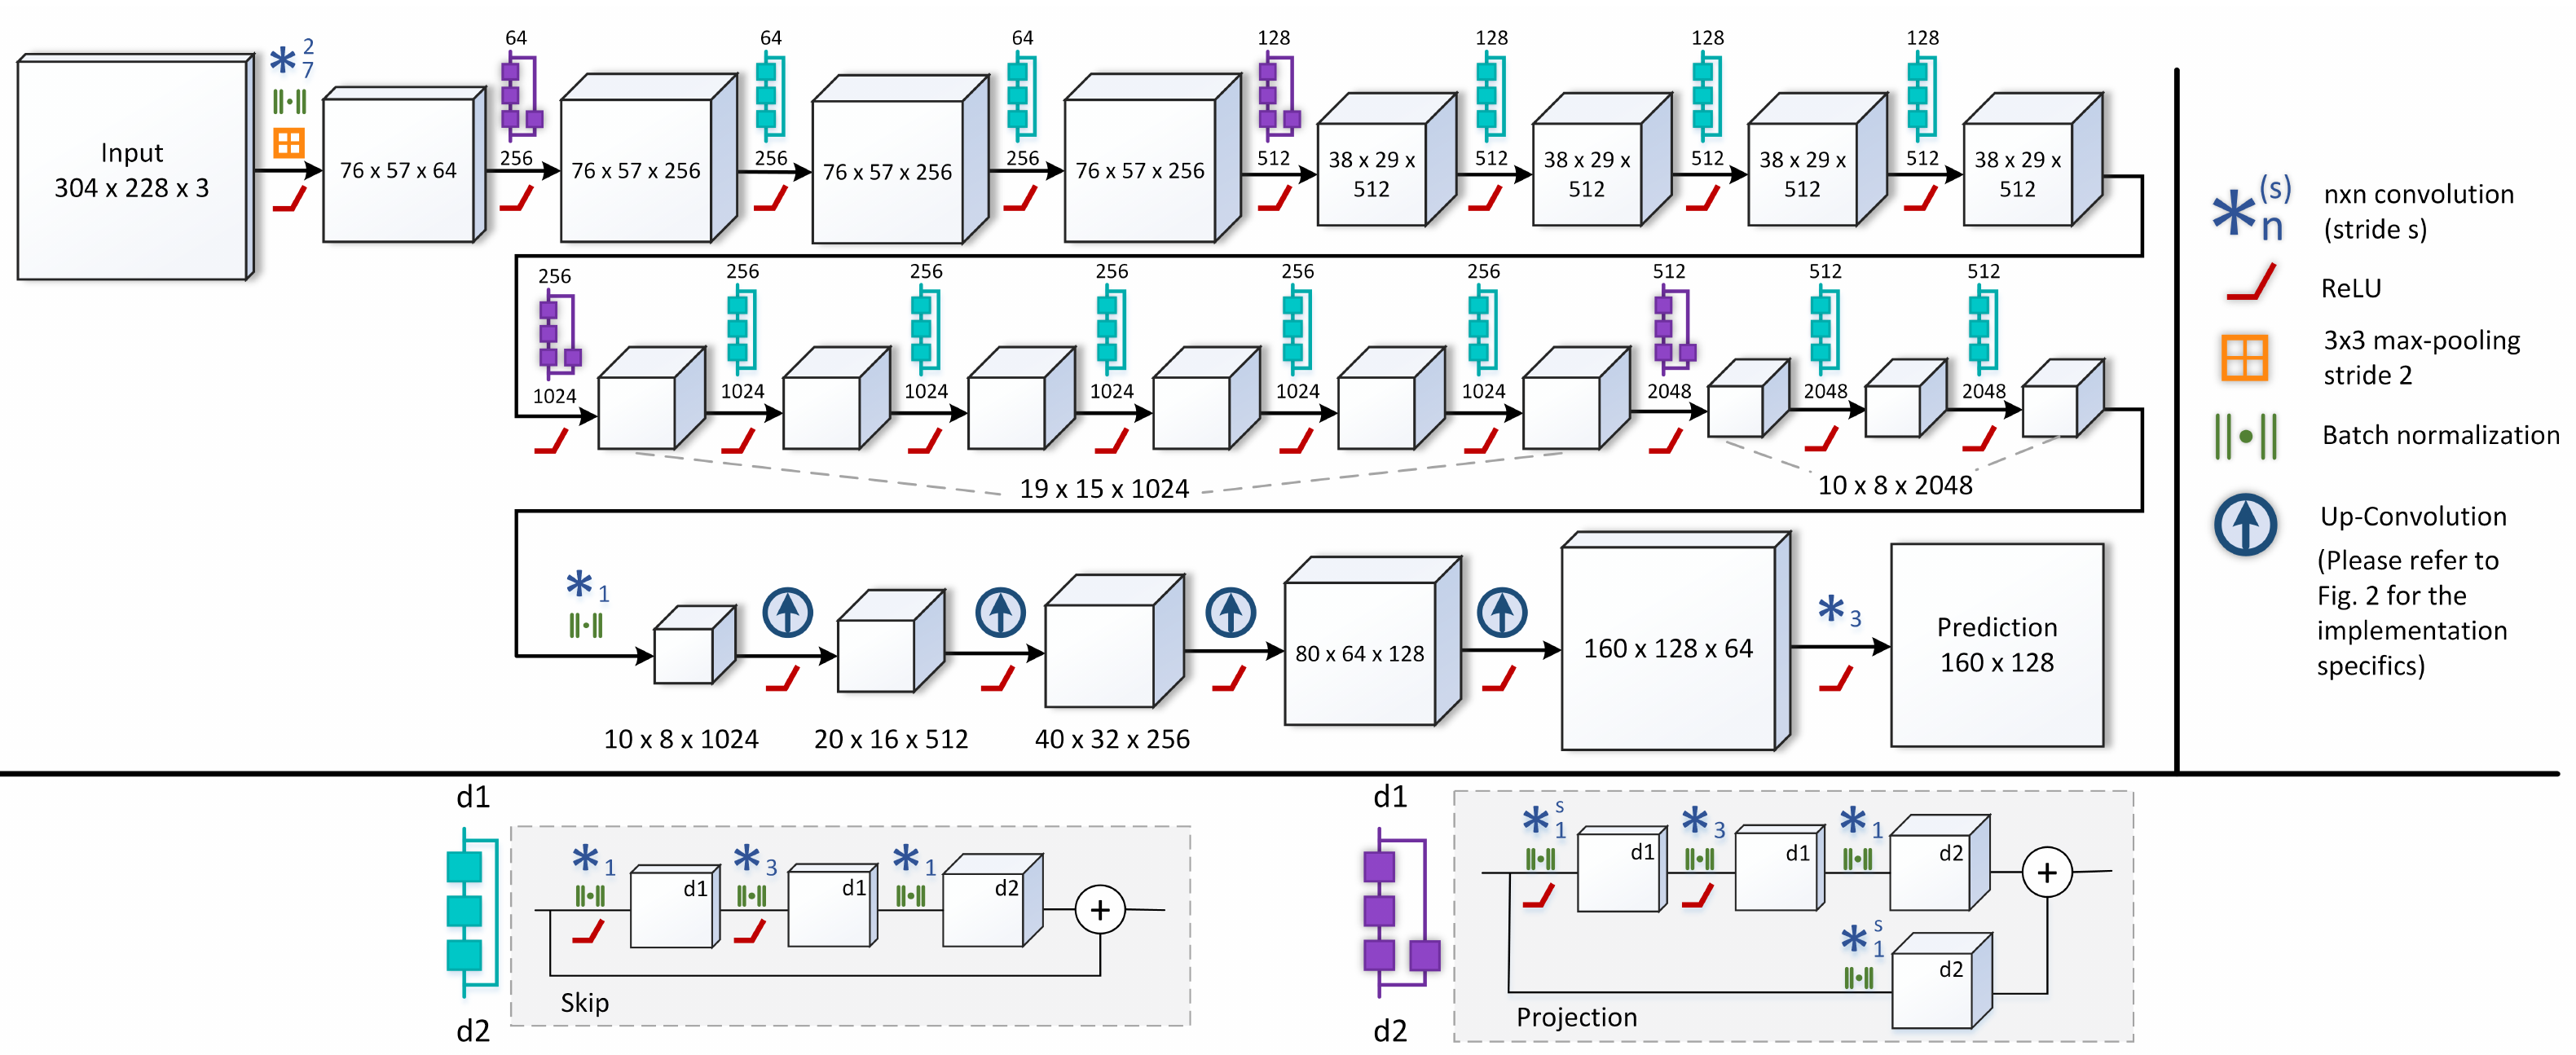 Input
304 x 228 x 3
2
7
76 x 57 x 64
64
256
76 x 57 x 256
64
256
76 x 57 x 256
64
256
76 x 57 x 256
128
512
38 x 29 x
512
128
512
38 x 29 x
512
128
512
38 x 29 x
512
128
512
38 x 29 x
512
256
1024
256
1024
256
1024
256
1024
256
1024
256
1024
19 x 15 x 1024
512
2048
512
2048
512
2048
10 x 8 x 2048
1
10 x 8 x 1024
20 x 16 x 512
40 x 32 x 256
80 x 64 x 128
160 x 128 x 64
3
Prediction
160 x 128
(s)
n
nxn convolution
(stride s)
ReLU
3x3 max-pooling
stride 2
Batch normalization
Up-Convolution
(Please refer to
Fig. 2 for the
implementation
specifics)
d1
d2
1
d1
3
d1
1
d2
+
Skip
d1
d2
s
1
d1
3
d1
1
d2
+
s
1
d2
Projection